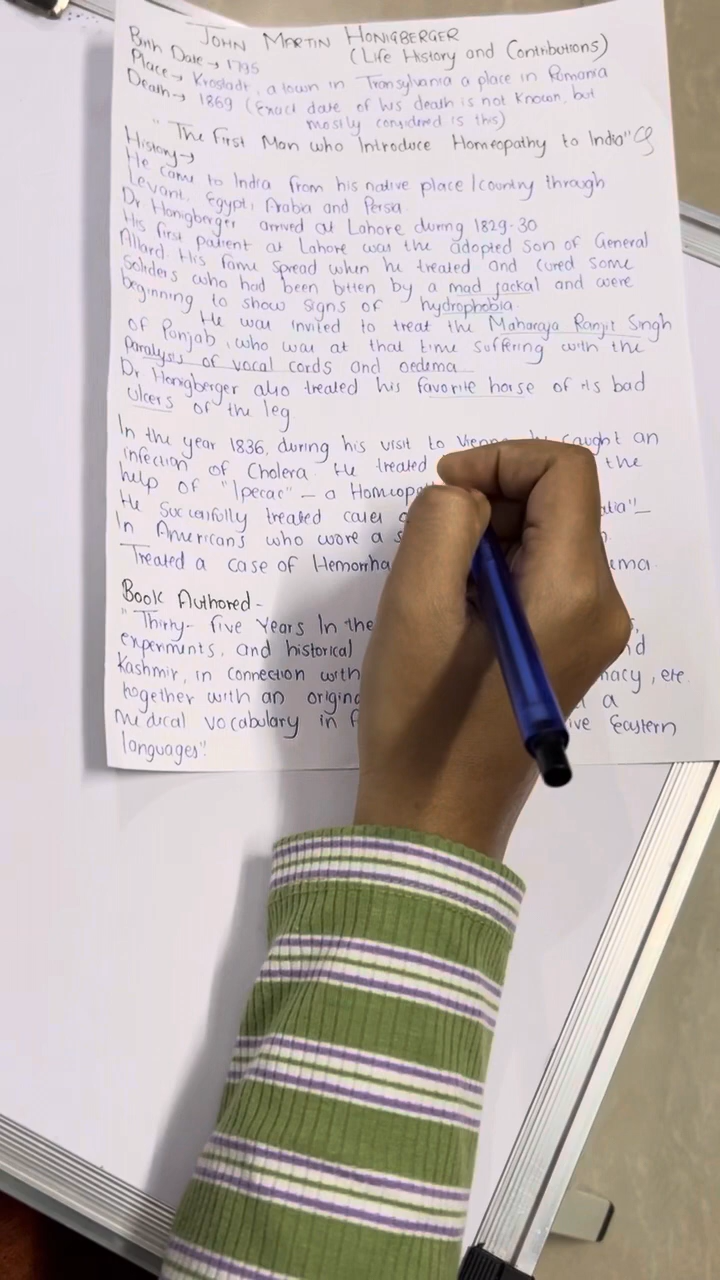 JOHN MARTIN HONIGBERGER
(Life History and Contributions)
Birth Date → 1795
Place → Kronstadt, a town in Transylvania a place in Romania
Death → 1869 (Exact date of his death is not known, but
mostly considered is this)
"The First Man who Introduce Homeopathy to India"
History →
He came to India from his native place / country through
Levant, Egypt, Arabia and Persia.
Dr Honigberger arrived at Lahore during 1829-30
His first patient at Lahore was the adopted son of General
Allard. His fame spread when he treated and cured some
Soliders who had been bitten by a mad jackal and were
beginning to show signs of hydrophobia.
He was invited to treat the Maharaja Ranjit Singh
of Punjab, who was at that time suffering with the
Paralysis of vocal cords and oedema
Dr Honigberger also treated his favorite horse of its bad
Ulcers of the leg
In the year 1836, during his visit to caught an
infection of Cholera. He treated the
help of "Ipecac" – a
He Succenfully treated cases
In Americans who wore a
Treated a case of
Book Authored -
"Thirty- five Years In the
experiments, and historical
Kashmir, in connection with , etc.
together with an a
medical vocabulary in Eastern
languages"